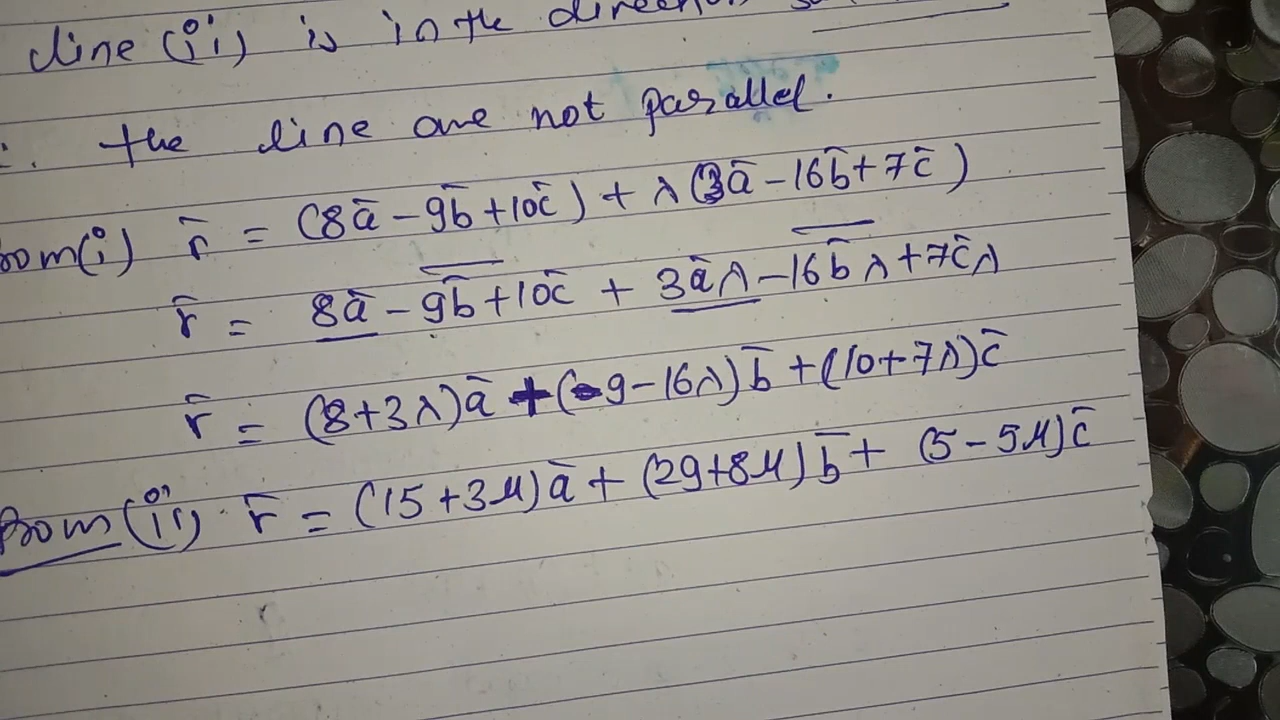 line (ii) is in the direction
∴ the line are not parallel.
from (i) r̄ = (8ā - 9b̄ + 10c̄) + λ(3ā - 16b̄ + 7c̄)
r̄ = 8ā - 9b̄ + 10c̄ + 3āλ - 16b̄λ + 7c̄λ
r̄ = (8+3λ)ā + (-9-16λ)b̄ + (10+7λ)c̄
from (ii) r̄ = (15+3μ)ā + (29+8μ)b̄ + (5-5μ)c̄